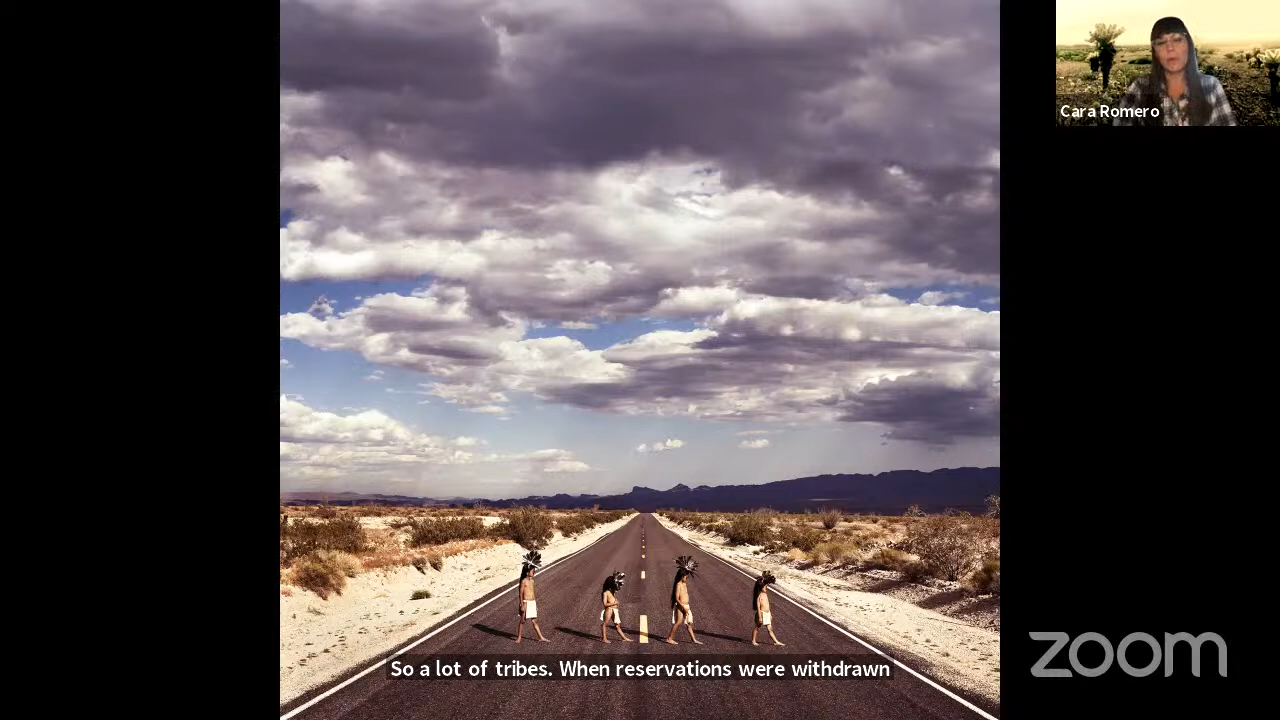 Cara Romero
So a lot of tribes. When reservations were withdrawn
zoom